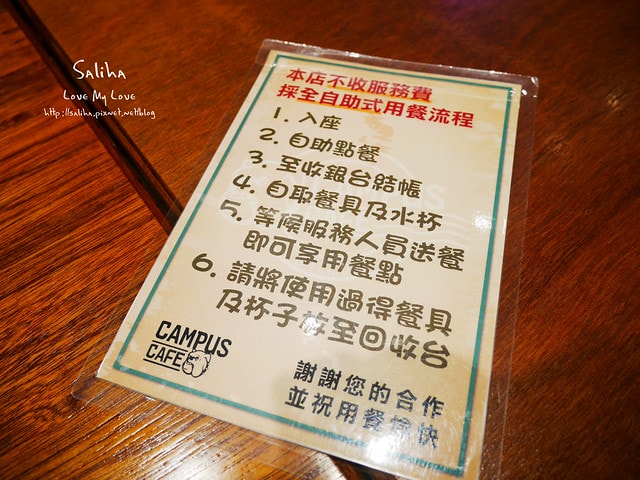 Saliha
Love My Love
http://saliha.pixnet.net/blog
本店不收服務費
採全自助式用餐流程
1. 入座
2. 自助點餐
3. 至收銀台結帳
4. 自取餐具及水杯
5. 等候服務人員送餐
即可享用餐點
6. 請將使用過得餐具
及杯子放至回收台
CAMPUS
CAFE
謝謝您的合作
並祝用餐愉快